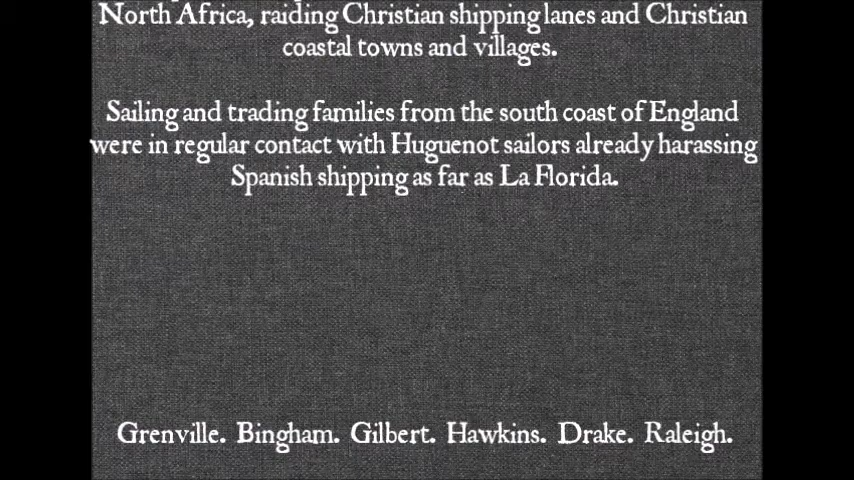 North Africa, raiding Christian shipping lanes and Christian
coastal towns and villages.
Sailing and trading families from the south coast of England
were in regular contact with Huguenot sailors already harassing
Spanish shipping as far as La Florida.
Grenville. Bingham. Gilbert. Hawkins. Drake. Raleigh.